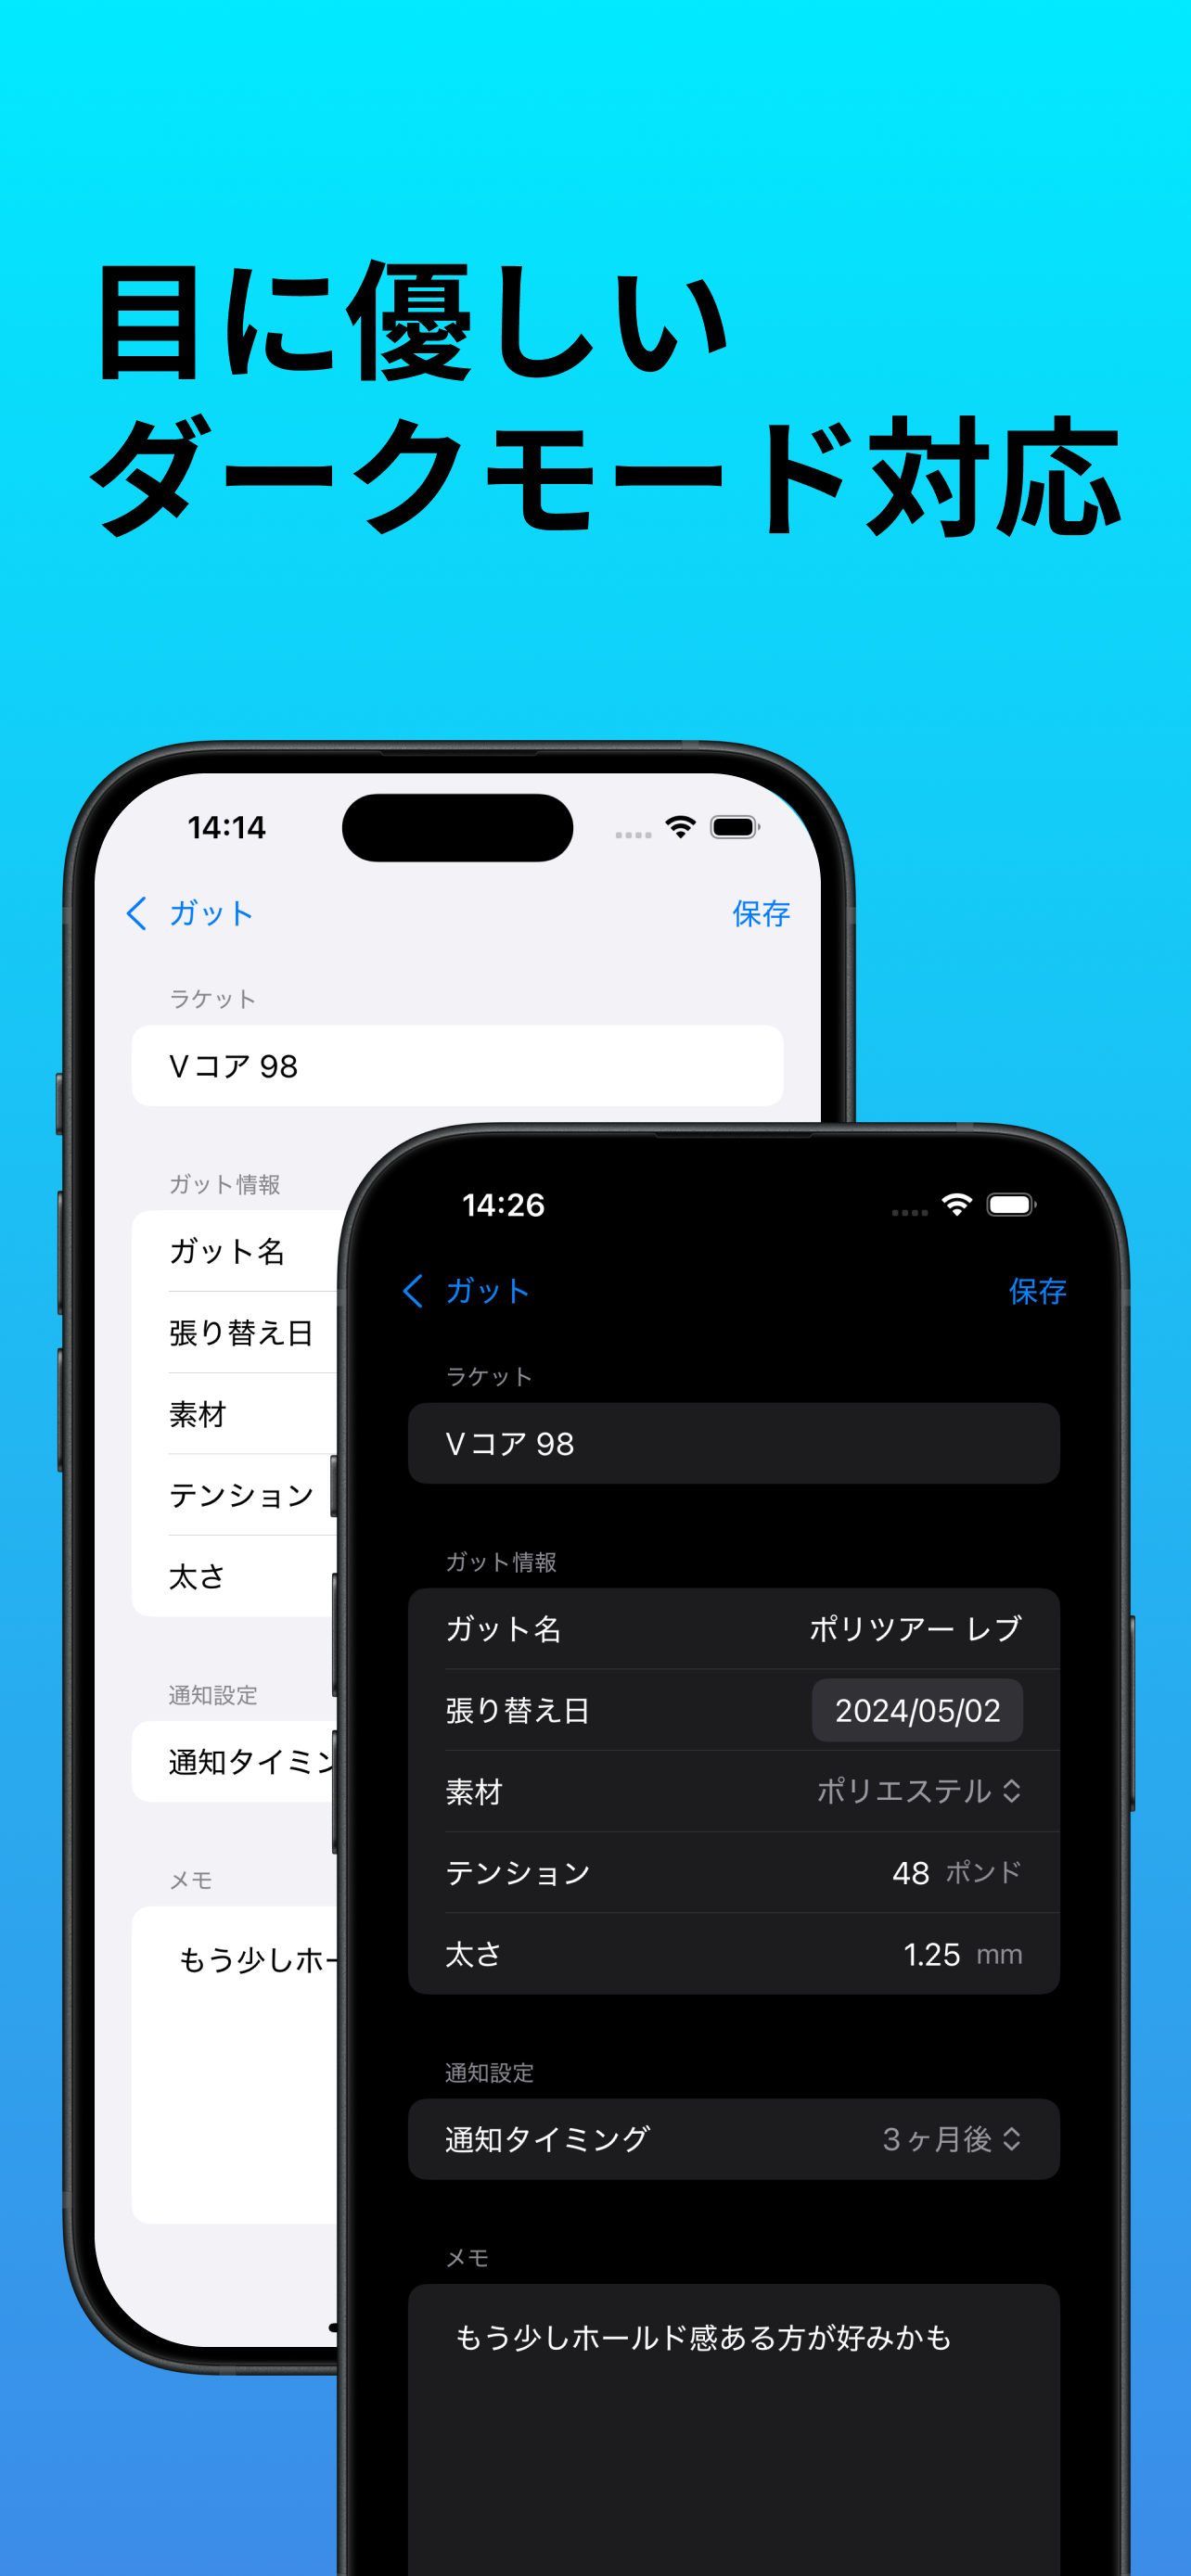 目に優しい
ダークモード対応
14:14
ガット 保存
ラケット
Vコア 98
ガット情報
ガット名
張り替え日
素材
テンション
太さ
通知設定
通知タイミン
メモ
もう少しホー
14:26
ガット 保存
ラケット
Vコア 98
ガット情報
ガット名 ポリツアー レブ
張り替え日 2024/05/02
素材 ポリエステル
テンション 48 ポンド
太さ 1.25 mm
通知設定
通知タイミング 3ヶ月後
メモ
もう少しホールド感ある方が好みかも